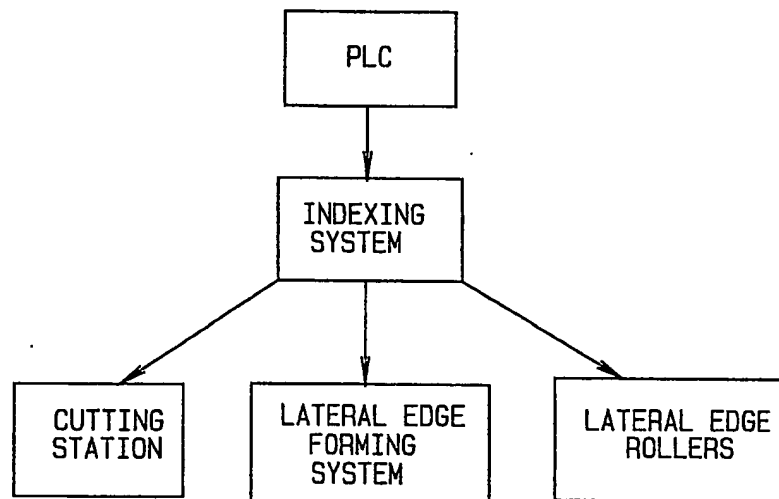 PLC
INDEXING
SYSTEM
CUTTING
STATION
LATERAL EDGE
FORMING
SYSTEM
LATERAL EDGE
ROLLERS